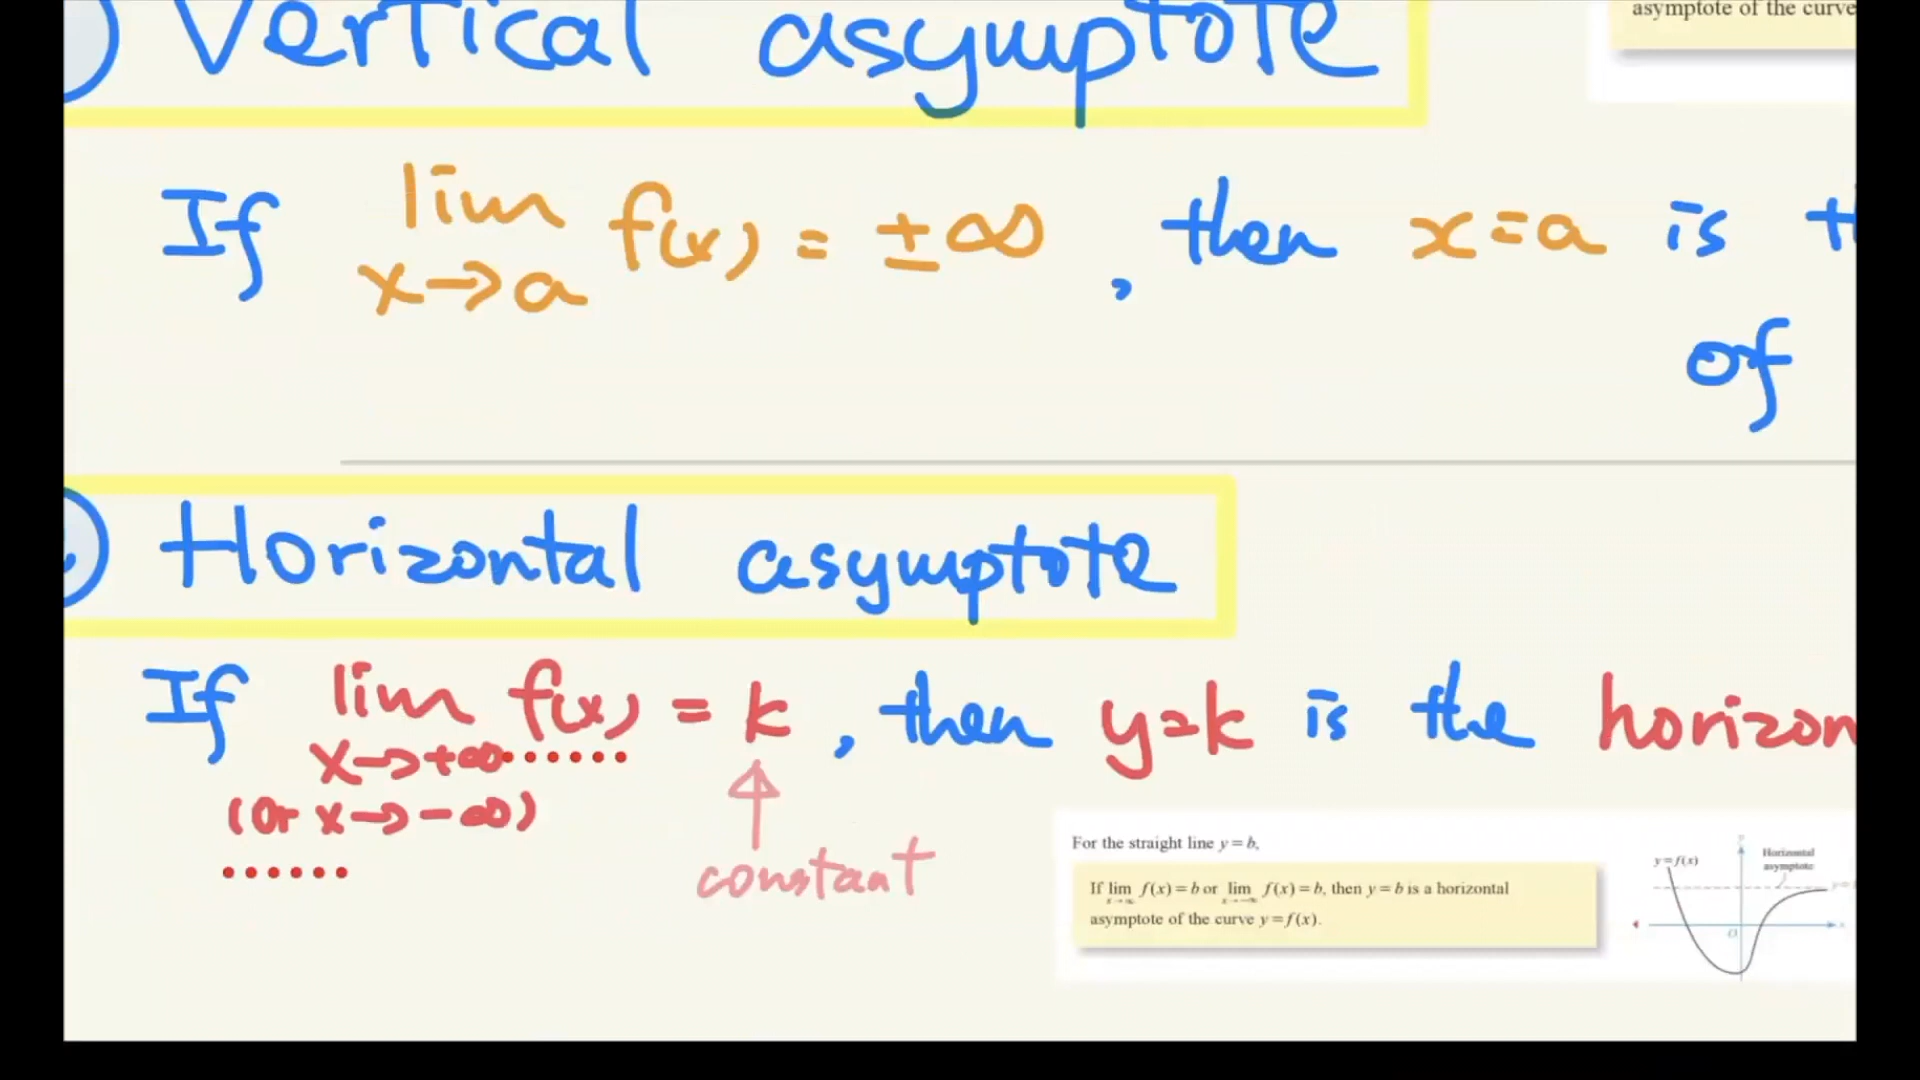 asymptote of the curve
Vertical asymptote
If lim f(x) = ±∞, then x=a is
x→a
of
Horizontal asymptote
If lim f(x) = k, then y=k is the horizon
x→+∞
(or x→-∞)
constant
For the straight line y=b,
If lim f(x)=b or lim f(x)=b, then y=b is a horizontal
x→∞ x→-∞
asymptote of the curve y=f(x).
y=f(x)
y
Horizontal
asymptote
O
x